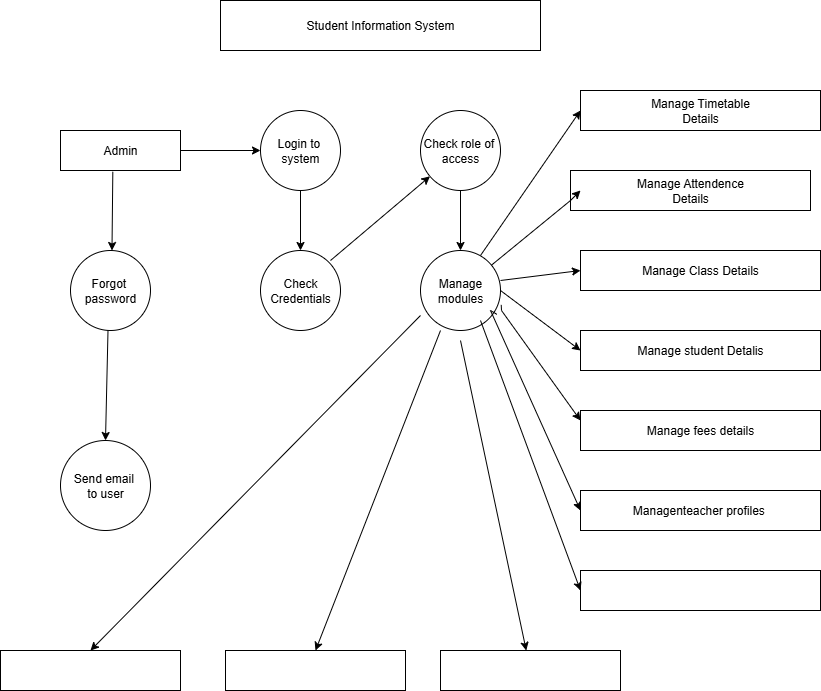 Student Information System
Admin
Login to
system
Check role of
access
Manage Timetable
Details
Manage Attendence
Details
Forgot
password
Check
Credentials
Manage
modules
Manage Class Details
Manage student Detalis
Manage fees details
Send email
to user
Managenteacher profiles